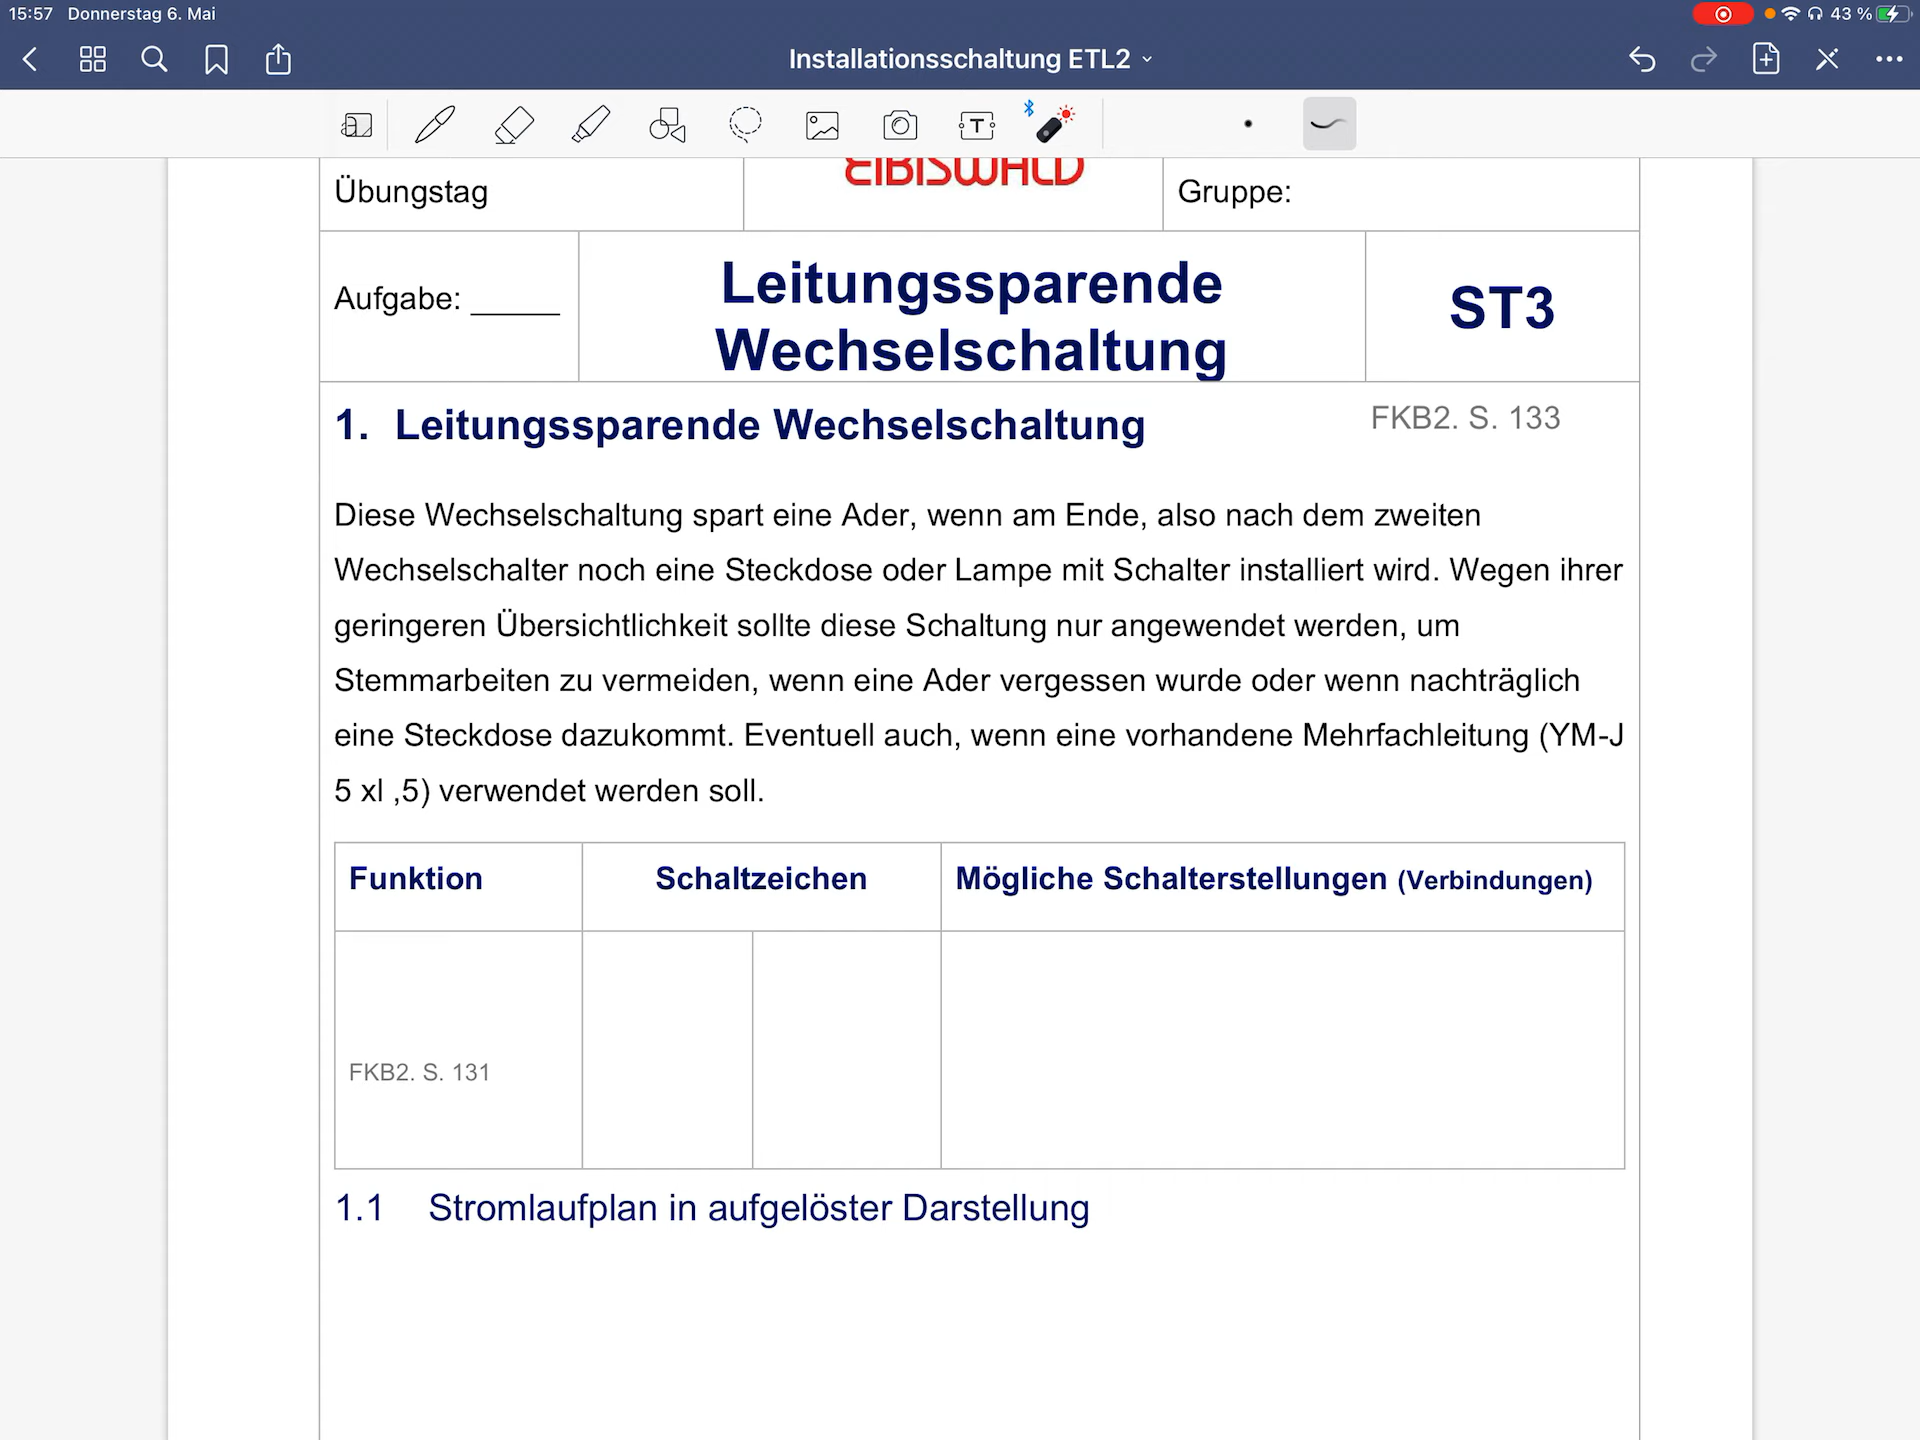 15:57 Donnerstag 6. Mai
43 %
Installationsschaltung ETL2
Übungstag
EIBISWALD
Gruppe:
Aufgabe: _____
Leitungssparende
Wechselschaltung
ST3
1. Leitungssparende Wechselschaltung
FKB2. S. 133
Diese Wechselschaltung spart eine Ader, wenn am Ende, also nach dem zweiten
Wechselschalter noch eine Steckdose oder Lampe mit Schalter installiert wird. Wegen ihrer
geringeren Übersichtlichkeit sollte diese Schaltung nur angewendet werden, um
Stemmarbeiten zu vermeiden, wenn eine Ader vergessen wurde oder wenn nachträglich
eine Steckdose dazukommt. Eventuell auch, wenn eine vorhandene Mehrfachleitung (YM-J
5 xl ,5) verwendet werden soll.
Funktion
Schaltzeichen
Mögliche Schalterstellungen (Verbindungen)
FKB2. S. 131
1.1 Stromlaufplan in aufgelöster Darstellung